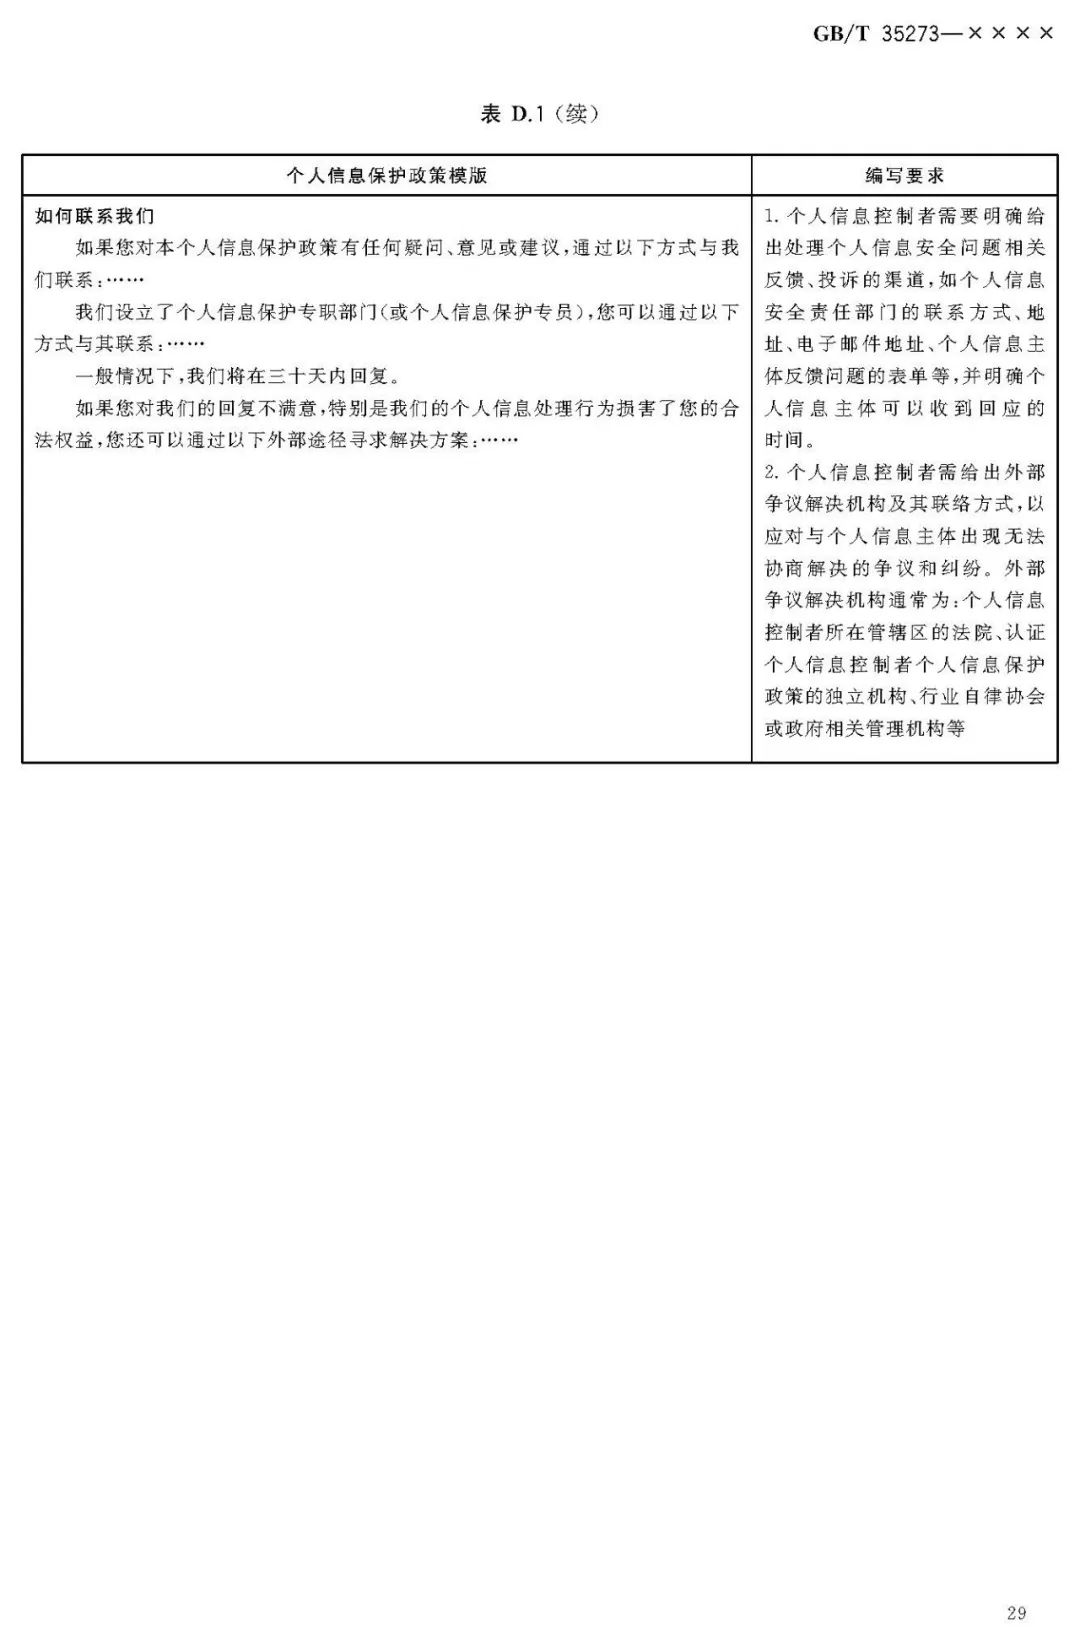 GB/T 35273—××××
表 D.1（续）
个人信息保护政策模版
编写要求
如何联系我们
如果您对本个人信息保护政策有任何疑问、意见或建议，通过以下方式与我
们联系：……
我们设立了个人信息保护专职部门（或个人信息保护专员），您可以通过以下
方式与其联系：……
一般情况下，我们将在三十天内回复。
如果您对我们的回复不满意，特别是我们的个人信息处理行为损害了您的合
法权益，您还可以通过以下外部途径寻求解决方案：……
1. 个人信息控制者需要明确给
出处理个人信息安全问题相关
反馈、投诉的渠道，如个人信息
安全责任部门的联系方式、地
址、电子邮件地址、个人信息主
体反馈问题的表单等，并明确个
人信息主体可以收到回应的
时间。
2. 个人信息控制者需给出外部
争议解决机构及其联络方式，以
应对与个人信息主体出现无法
协商解决的争议和纠纷。外部
争议解决机构通常为：个人信息
控制者所在管辖区的法院、认证
个人信息控制者个人信息保护
政策的独立机构、行业自律协会
或政府相关管理机构等
29